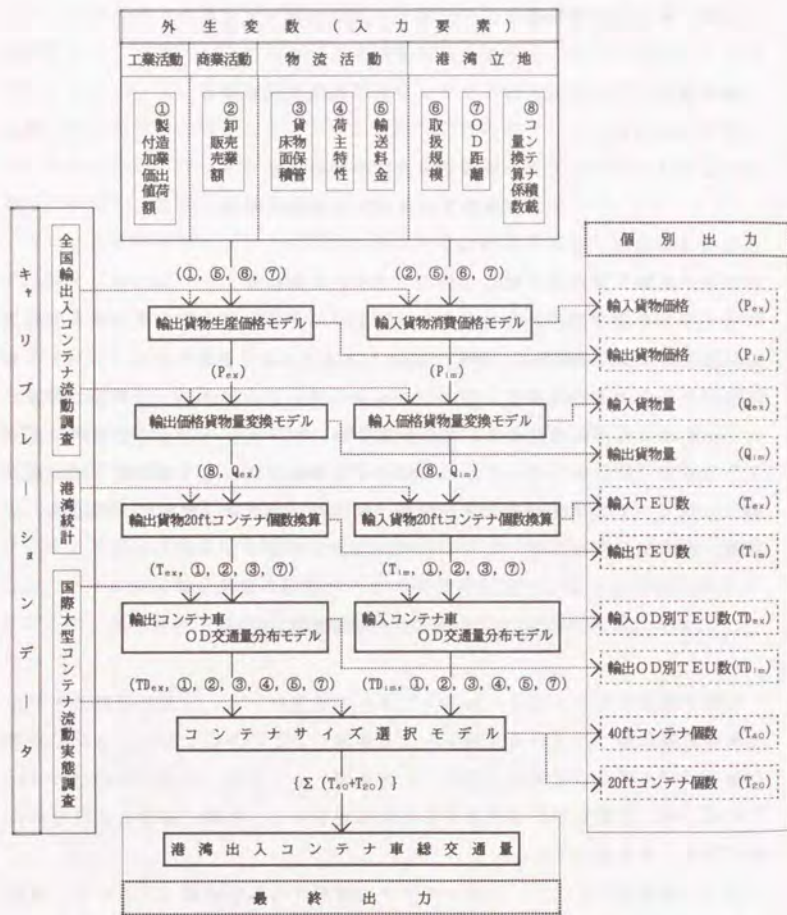 外生変数(入力要素)
工業活動
商業活動
物流活動
港湾立地
①製造業出荷
付加価値額
②卸売業
販売額
③貨物保管
床面積
④荷主特性
⑤輸送料金
⑥取扱規模
⑦OD距離
⑧コンテナ積載
量換算係数
キャリブレーションデータ
全国輸出入コンテナ流動調査
港湾統計
国際大型コンテナ流動実態調査
(①, ⑤, ⑥, ⑦)
(②, ⑤, ⑥, ⑦)
輸出貨物生産価格モデル
輸入貨物消費価格モデル
(Pex)
(Pim)
輸出価格貨物量変換モデル
輸入価格貨物量変換モデル
(⑧, Qex)
(⑧, Qim)
輸出貨物20ftコンテナ個数換算
輸入貨物20ftコンテナ個数換算
(Tex, ①, ②, ③, ⑦)
(Tim, ①, ②, ③, ⑦)
輸出コンテナ車
OD交通量分布モデル
輸入コンテナ車
OD交通量分布モデル
(TDex, ①, ②, ③, ④, ⑤, ⑦)
(TDim, ①, ②, ③, ④, ⑤, ⑦)
コンテナサイズ選択モデル
{Σ(T40+T20)}
港湾出入コンテナ車総交通量
最終出力
個別出力
輸入貨物価格 (Pex)
輸出貨物価格 (Pim)
輸入貨物量 (Qex)
輸出貨物量 (Qim)
輸入TEU数 (Tex)
輸出TEU数 (Tim)
輸入OD別TEU数(TDex)
輸出OD別TEU数(TDim)
40ftコンテナ個数 (T40)
20ftコンテナ個数 (T20)